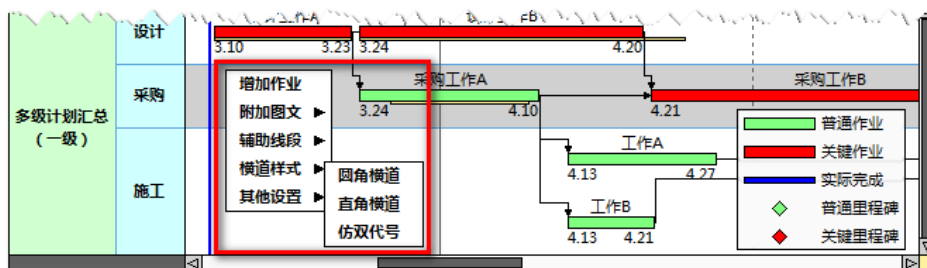 设计
3.10
3.23
3.24
4.20
多级计划汇总
（一级）
采购
采购工作A
采购工作B
3.24
4.10
4.21
增加作业
附加图文
辅助线段
横道样式
其他设置
圆角横道
直角横道
仿双代号
施工
工作A
4.13
4.27
工作B
4.13
4.21
普通作业
关键作业
实际完成
普通里程碑
关键里程碑